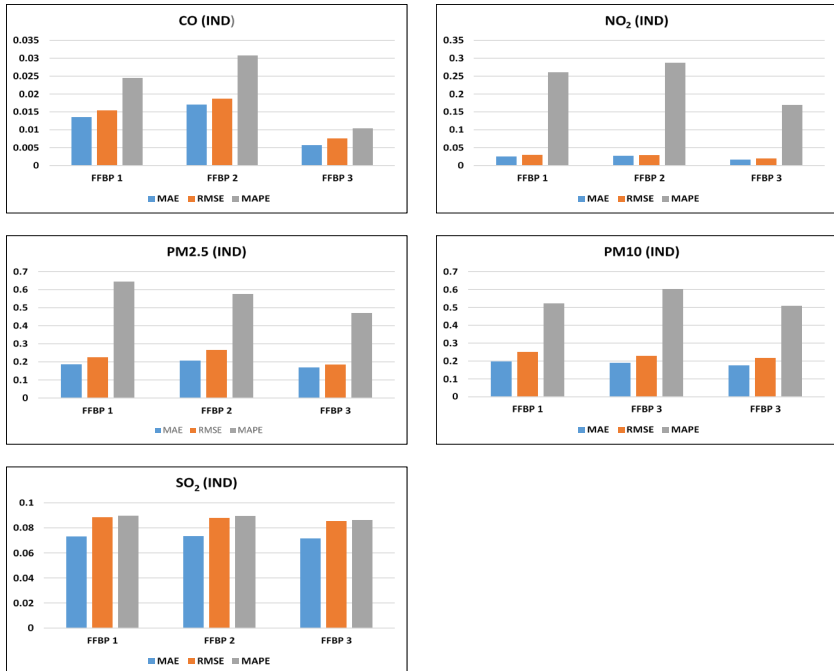 CO (IND)
0.035
0.03
0.025
0.02
0.015
0.01
0.005
0
FFBP 1 FFBP 2 FFBP 3
MAE RMSE MAPE
NO₂ (IND)
0.35
0.3
0.25
0.2
0.15
0.1
0.05
0
FFBP 1 FFBP 2 FFBP 3
MAE RMSE MAPE
PM2.5 (IND)
0.7
0.6
0.5
0.4
0.3
0.2
0.1
0
FFBP 1 FFBP 2 FFBP 3
MAE RMSE MAPE
PM10 (IND)
0.7
0.6
0.5
0.4
0.3
0.2
0.1
0
FFBP 1 FFBP 3 FFBP 3
MAE RMSE MAPE
SO₂ (IND)
0.1
0.08
0.06
0.04
0.02
0
FFBP 1 FFBP 2 FFBP 3
MAE RMSE MAPE